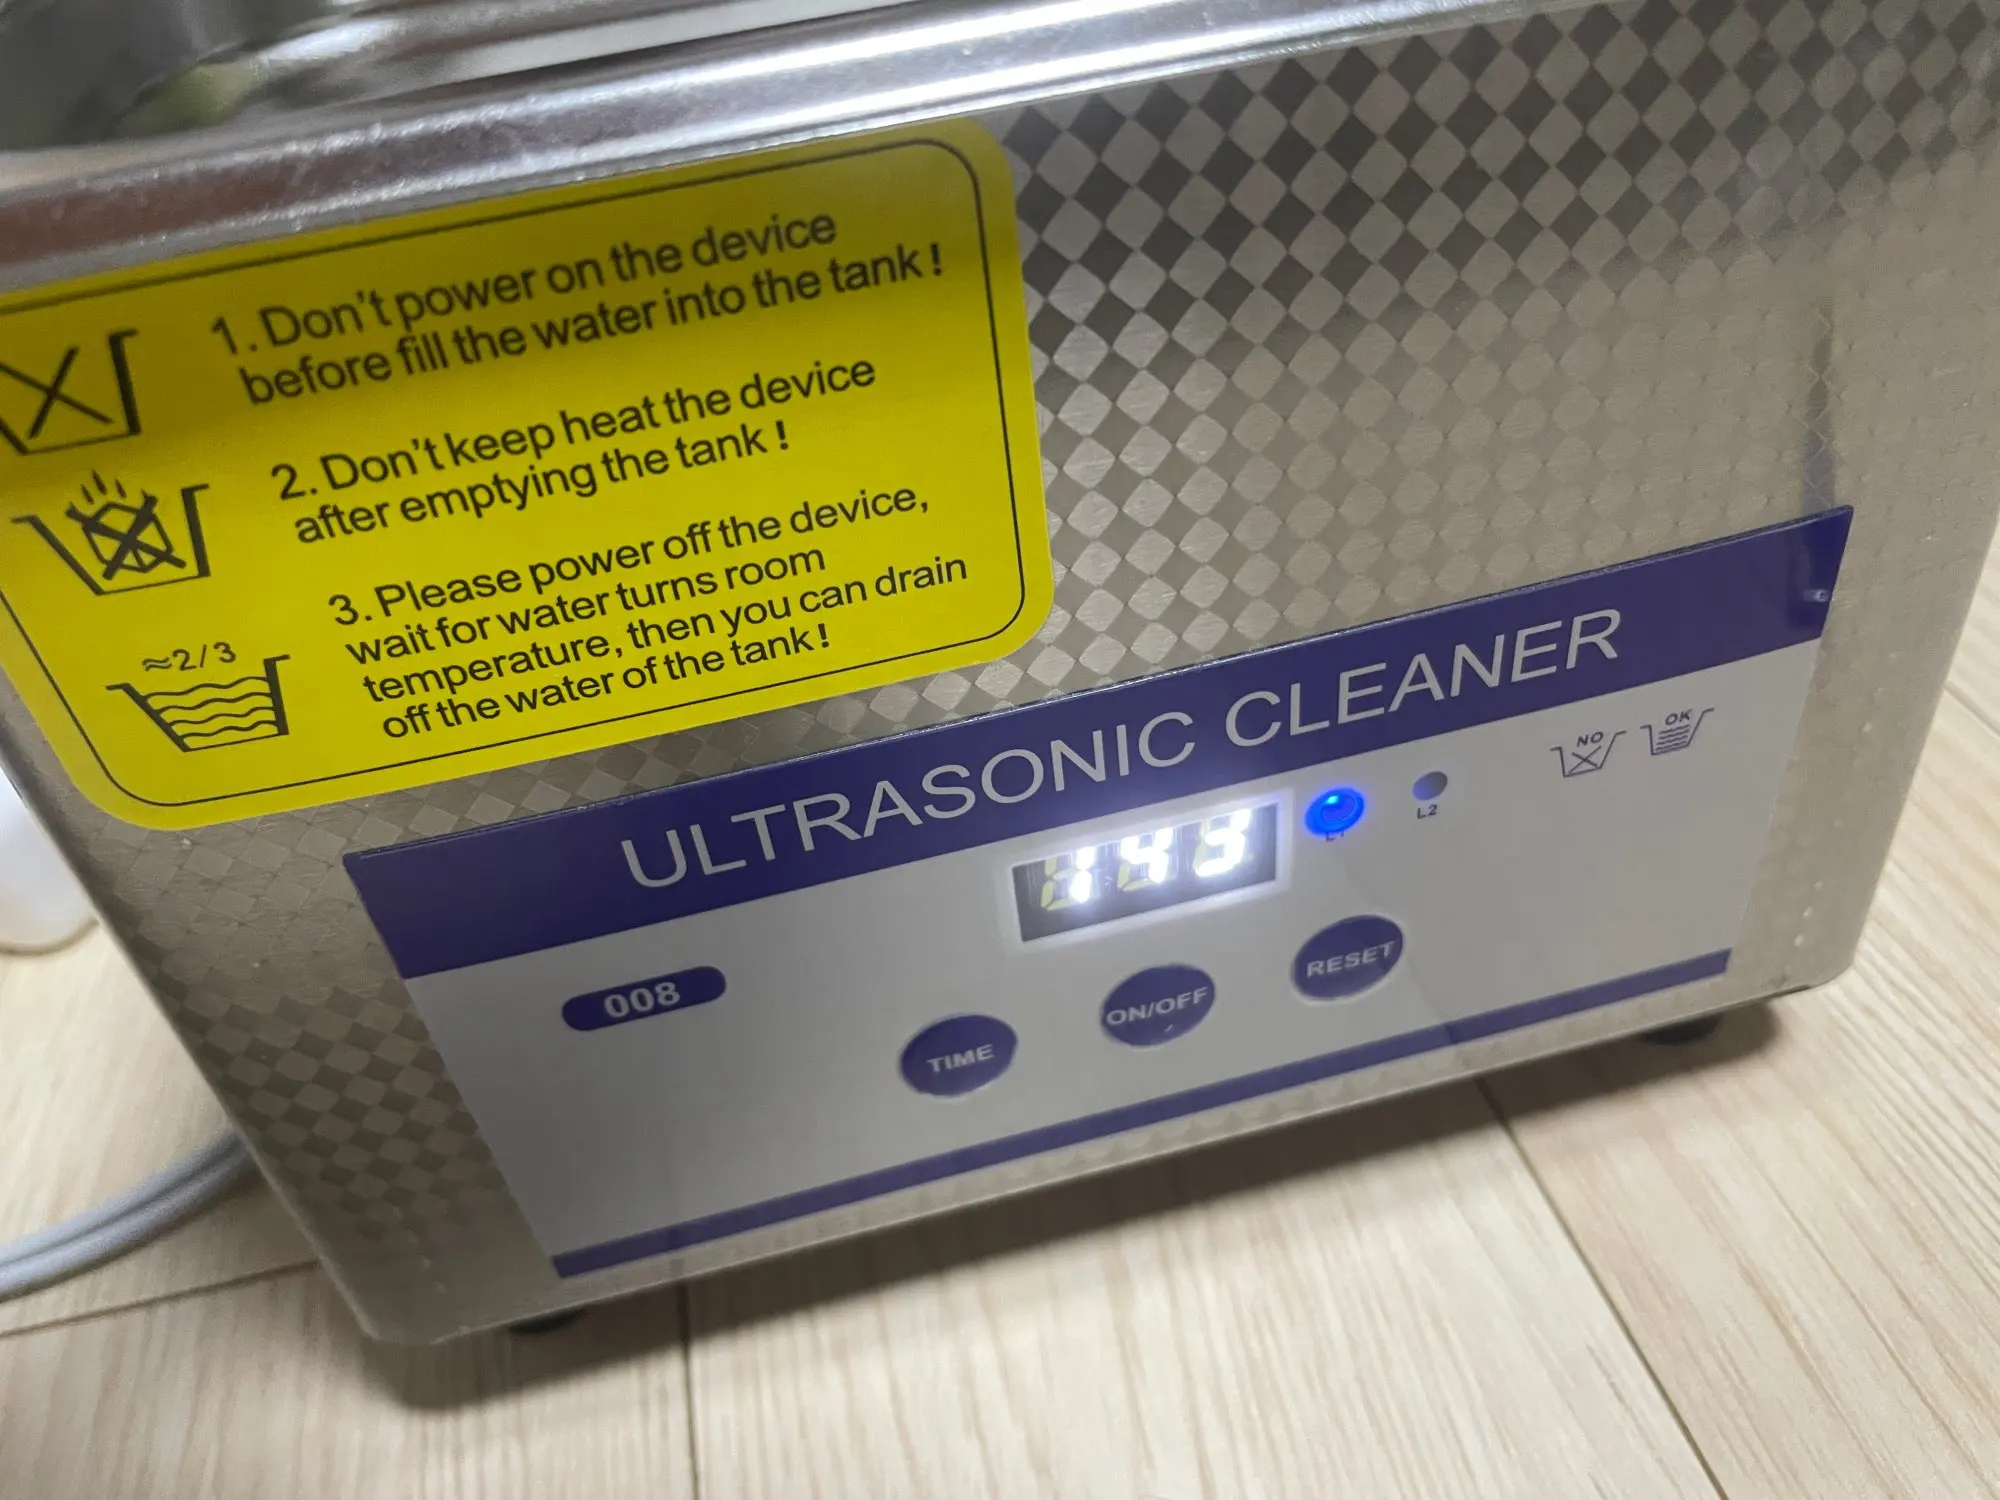 1. Don't power on the device
before fill the water into the tank !
2. Don't keep heat the device
after emptying the tank !
≈2/3
3. Please power off the device,
wait for water turns room
temperature, then you can drain
off the water of the tank !
ULTRASONIC CLEANER
NO
OK
143
L1
L2
008
TIME
ON/OFF
RESET